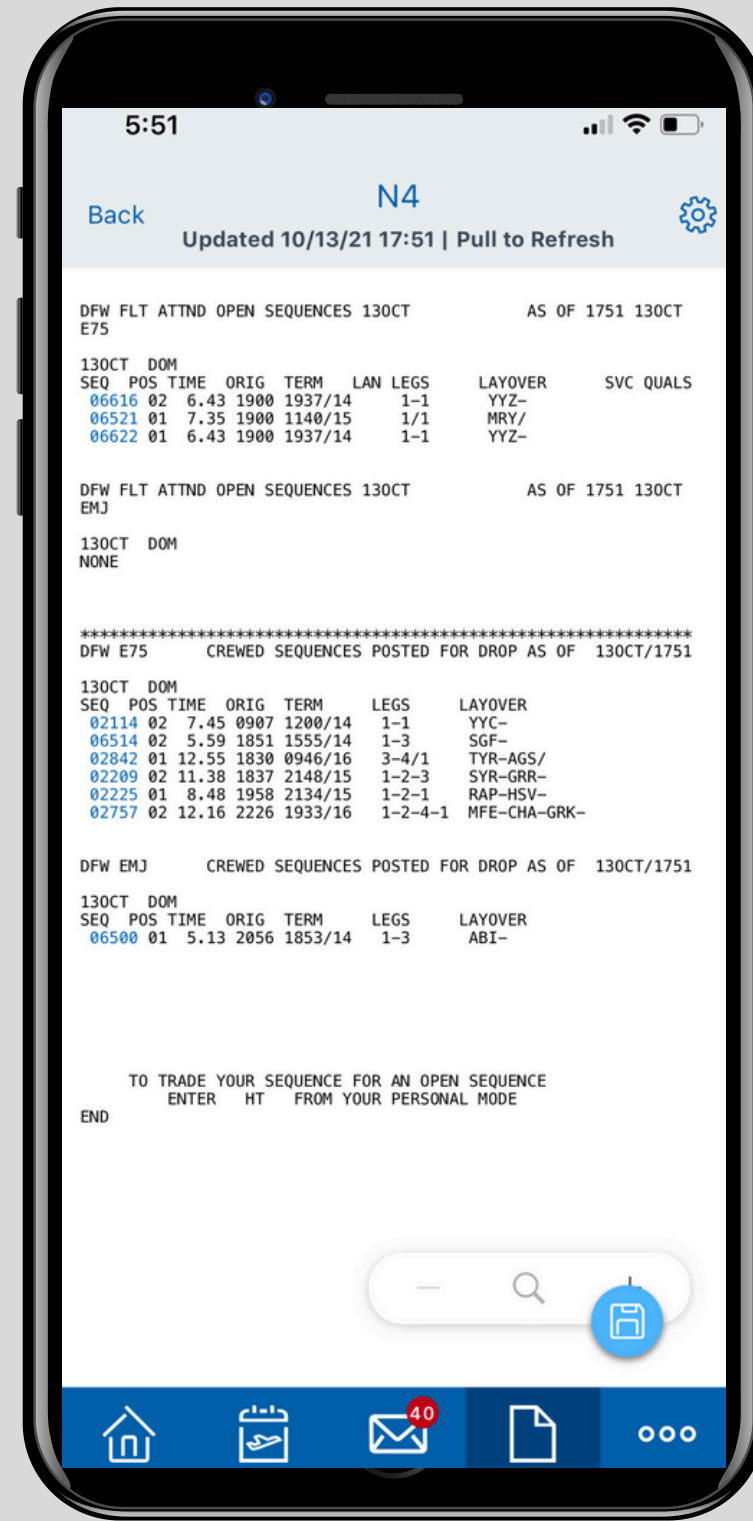 5:51
Back
N4
Updated 10/13/21 17:51 | Pull to Refresh
DFW FLT ATTND OPEN SEQUENCES 13OCT            AS OF 1751 13OCT
E75
13OCT  DOM
SEQ  POS TIME  ORIG  TERM   LAN LEGS     LAYOVER      SVC QUALS
06616 02  6.43 1900 1937/14     1-1      YYZ-
06521 01  7.35 1900 1140/15     1/1      MRY/
06622 01  6.43 1900 1937/14     1-1      YYZ-
DFW FLT ATTND OPEN SEQUENCES 13OCT            AS OF 1751 13OCT
EMJ
13OCT  DOM
NONE
***************************************************************
DFW E75      CREWED SEQUENCES POSTED FOR DROP AS OF  13OCT/1751
13OCT  DOM
SEQ  POS TIME  ORIG  TERM     LEGS     LAYOVER
02114 02  7.45 0907 1200/14   1-1      YYC-
06514 02  5.59 1851 1555/14   1-3      SGF-
02842 01 12.55 1830 0946/16   3-4/1    TYR-AGS/
02209 02 11.38 1837 2148/15   1-2-3    SYR-GRR-
02225 01  8.48 1958 2134/15   1-2-1    RAP-HSV-
02757 02 12.16 2226 1933/16   1-2-4-1  MFE-CHA-GRK-
DFW EMJ      CREWED SEQUENCES POSTED FOR DROP AS OF  13OCT/1751
13OCT  DOM
SEQ  POS TIME  ORIG  TERM     LEGS     LAYOVER
06500 01  5.13 2056 1853/14   1-3      ABI-
TO TRADE YOUR SEQUENCE FOR AN OPEN SEQUENCE
ENTER   HT   FROM YOUR PERSONAL MODE
END
40